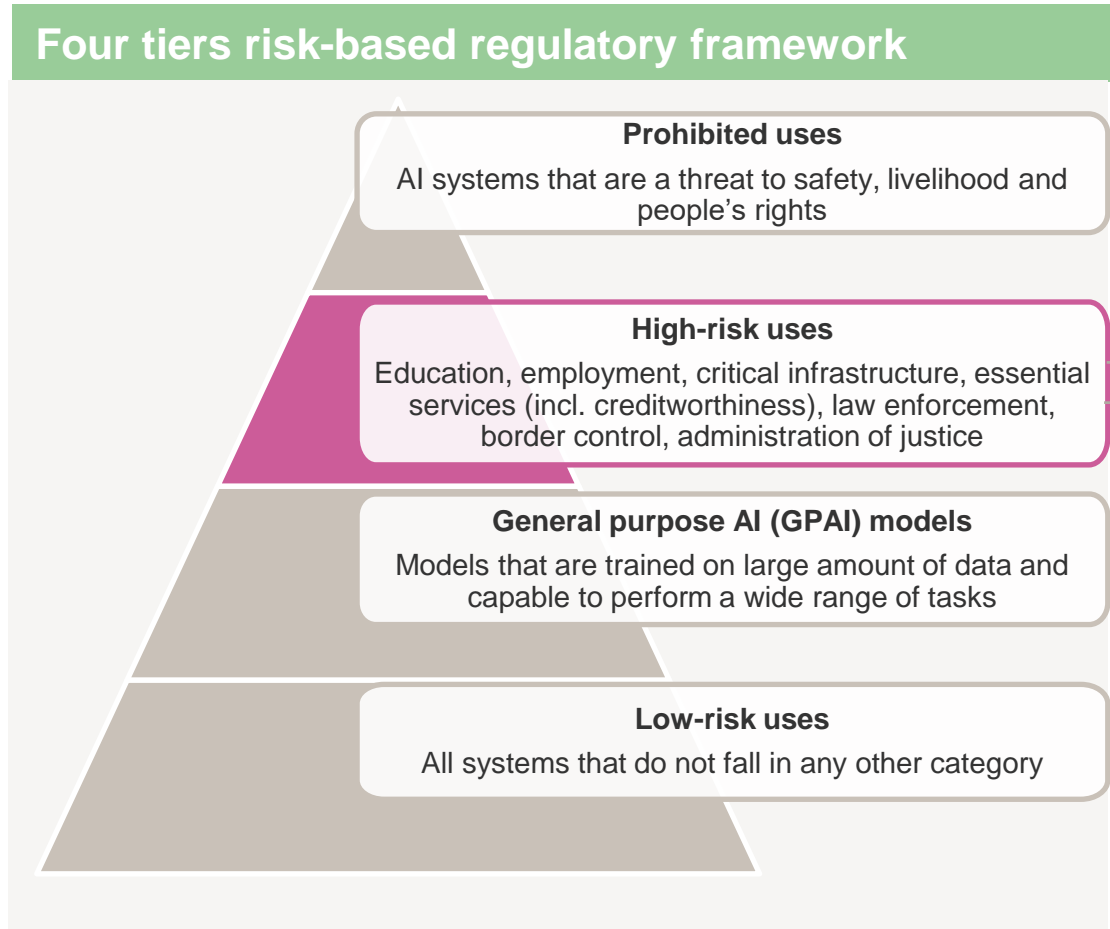 Four tiers risk-based regulatory framework
Prohibited uses
AI systems that are a threat to safety, livelihood and
people’s rights
High-risk uses
Education, employment, critical infrastructure, essential
services (incl. creditworthiness), law enforcement,
border control, administration of justice
General purpose AI (GPAI) models
Models that are trained on large amount of data and
capable to perform a wide range of tasks
Low-risk uses
All systems that do not fall in any other category